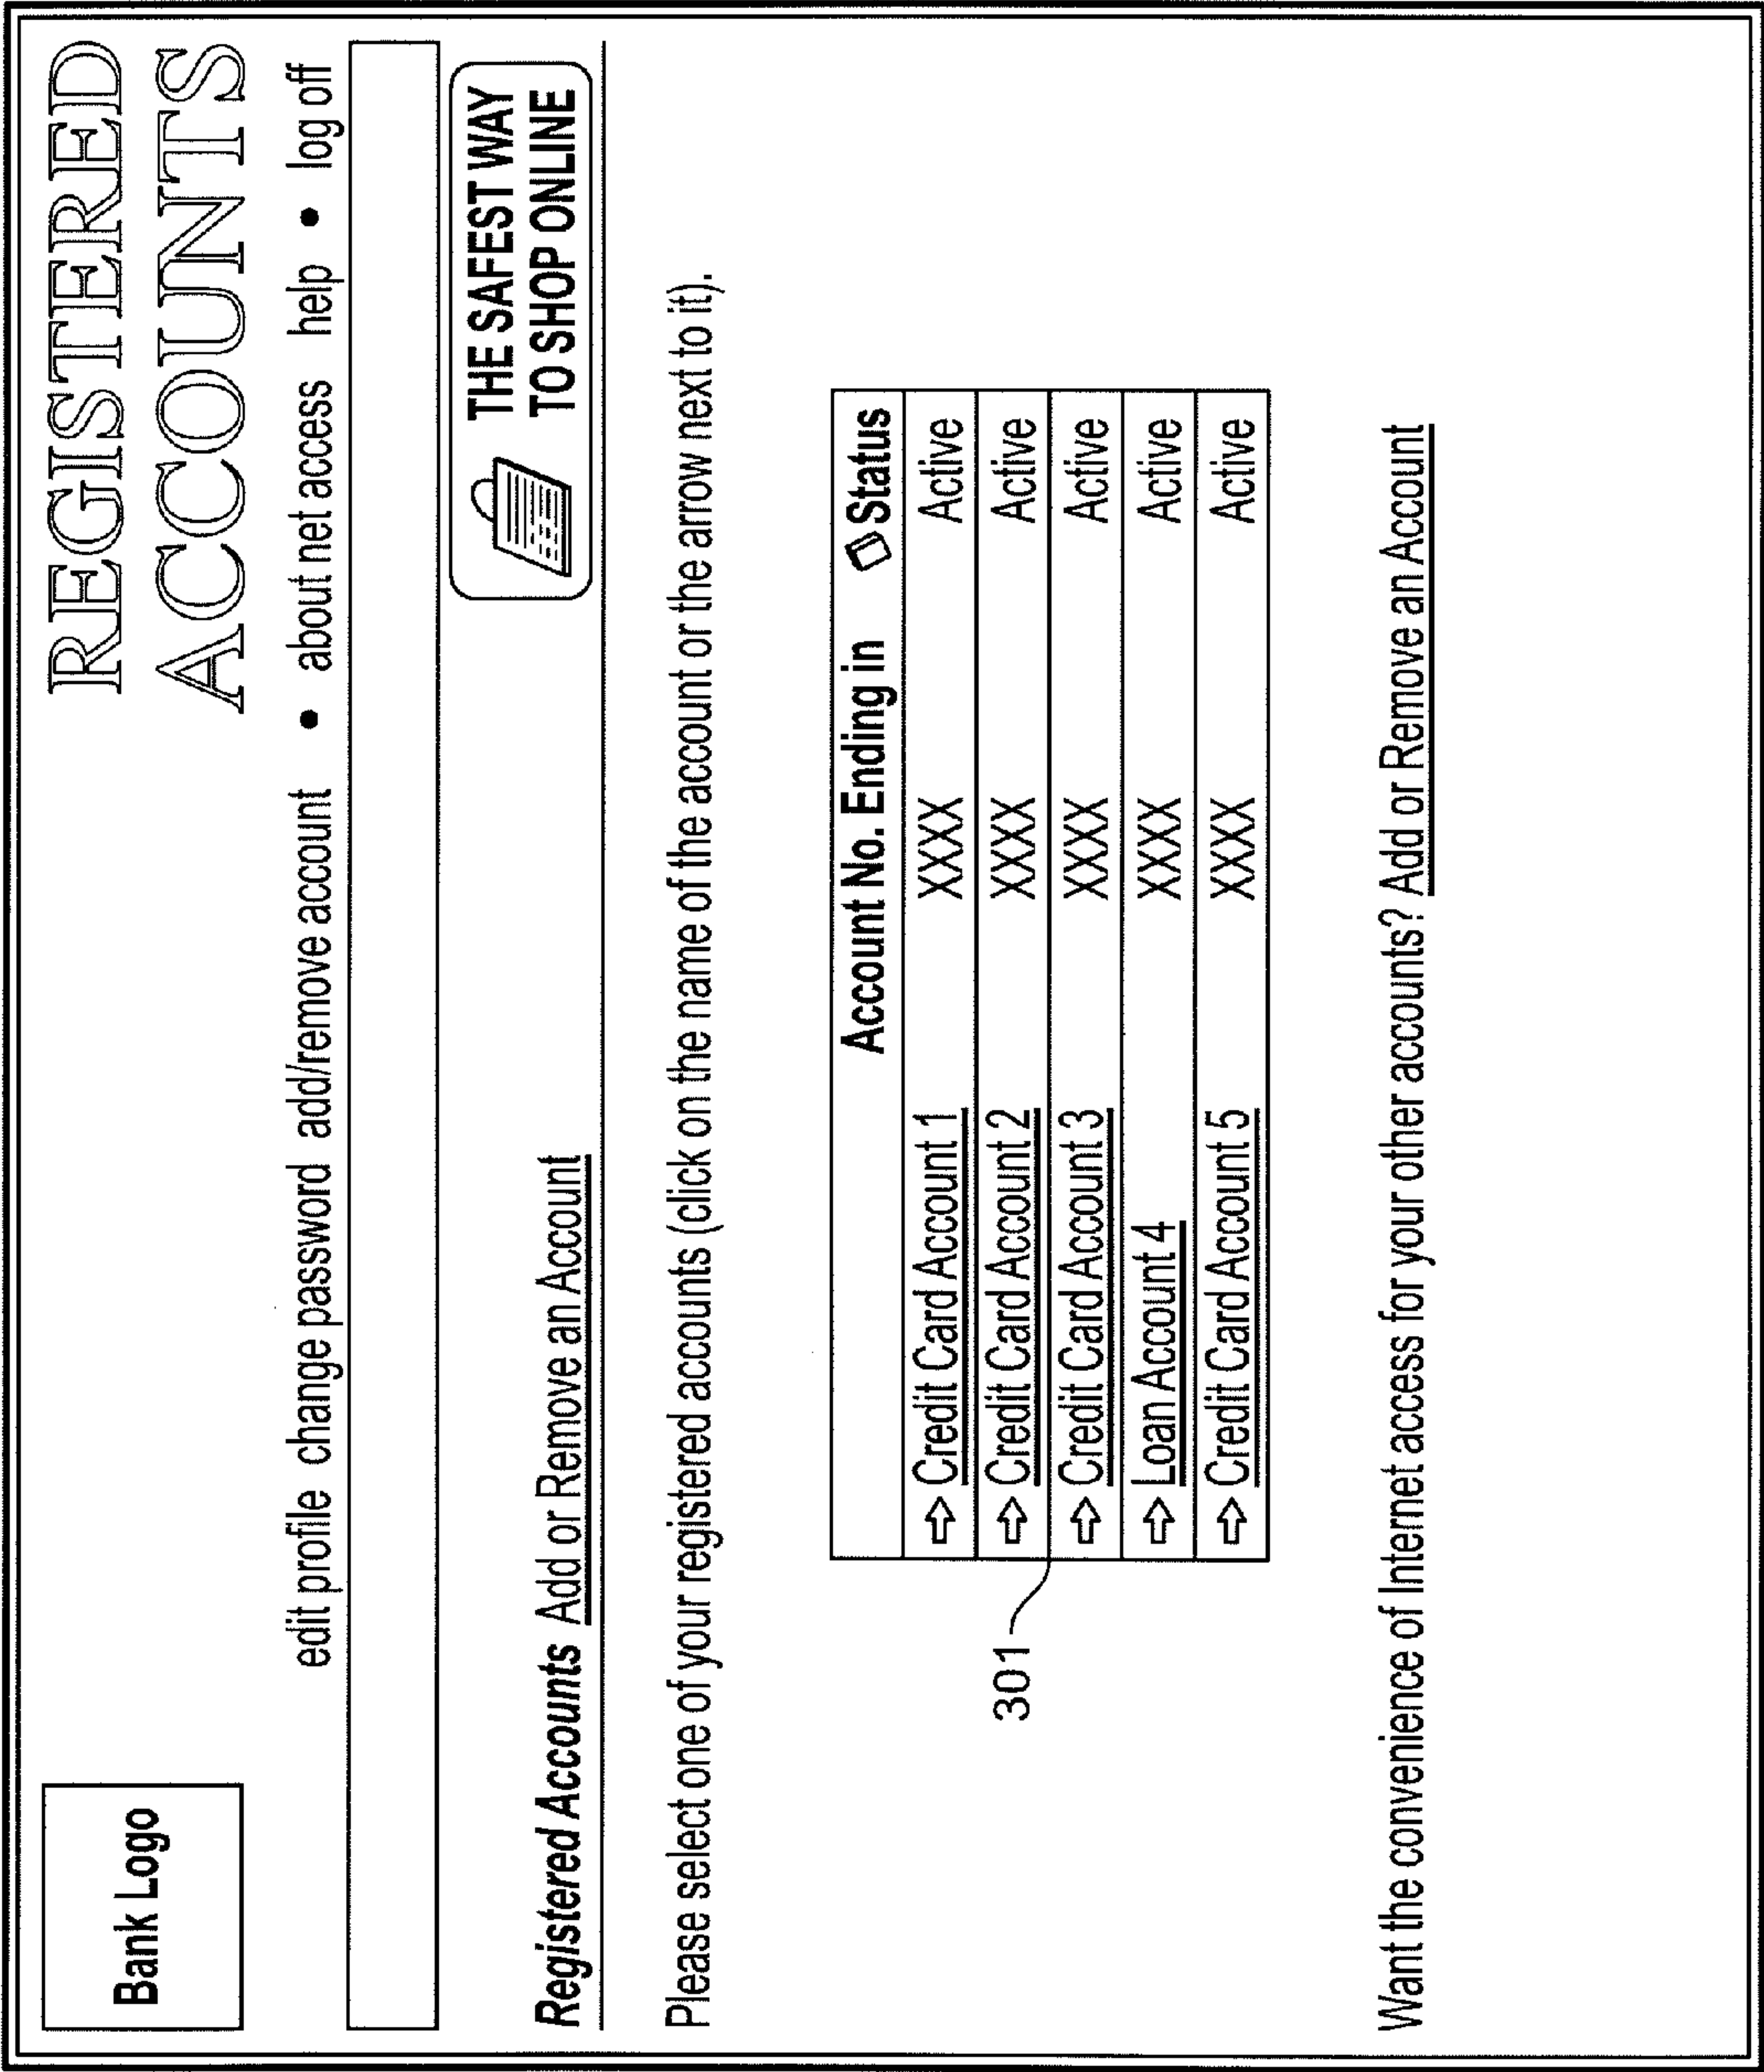 Bank Logo
REGISTERED
ACCOUNTS
edit profile change password add/remove account • about net access help • log off
THE SAFEST WAY
TO SHOP ONLINE
Registered Accounts Add or Remove an Account
Please select one of your registered accounts (click on the name of the account or the arrow next to it).
Account No. Ending in Status
Credit Card Account 1 XXXX Active
Credit Card Account 2 XXXX Active
Credit Card Account 3 XXXX Active
Loan Account 4 XXXX Active
Credit Card Account 5 XXXX Active
301
Want the convenience of Internet access for your other accounts? Add or Remove an Account